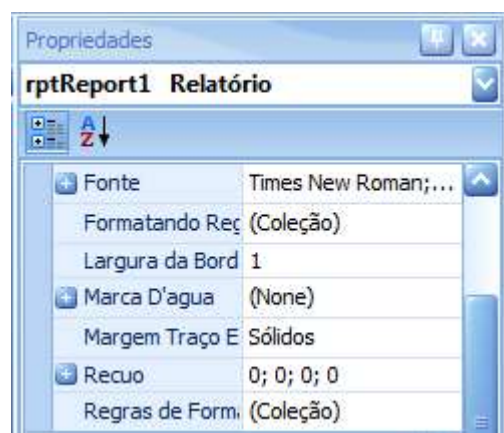 Propriedades
rptReport1 Relatório
A
Z
Fonte Times New Roman;...
Formatando Reg (Coleção)
Largura da Bord 1
Marca D'agua (None)
Margem Traço E Sólidos
Recuo 0; 0; 0; 0
Regras de Form (Coleção)